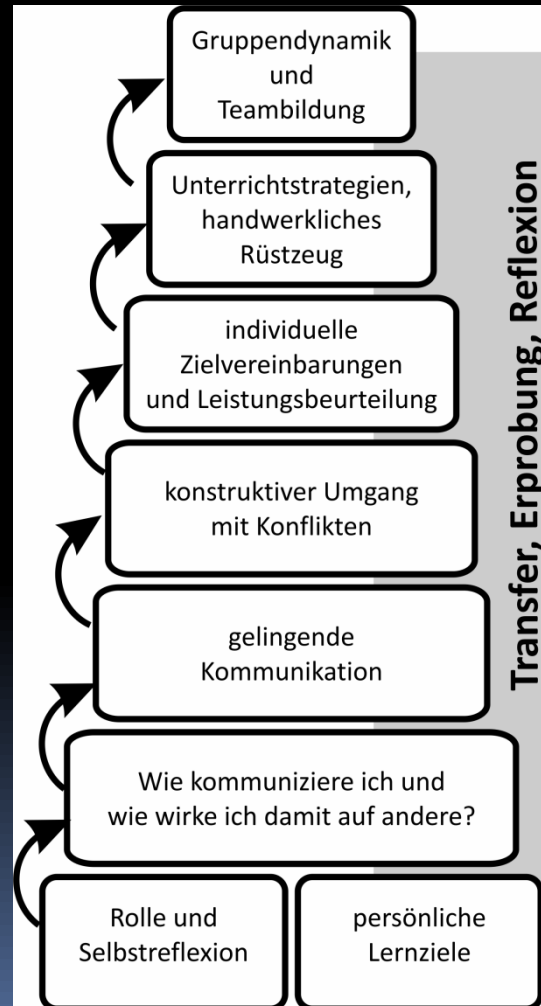 Gruppendynamik
und
Teambildung
Unterrichtstrategien,
handwerkliches
Rüstzeug
individuelle
Zielvereinbarungen
und Leistungsbeurteilung
konstruktiver Umgang
mit Konflikten
gelingende
Kommunikation
Wie kommuniziere ich und
wie wirke ich damit auf andere?
Rolle und
Selbstreflexion
persönliche
Lernziele
Transfer, Erprobung, Reflexion